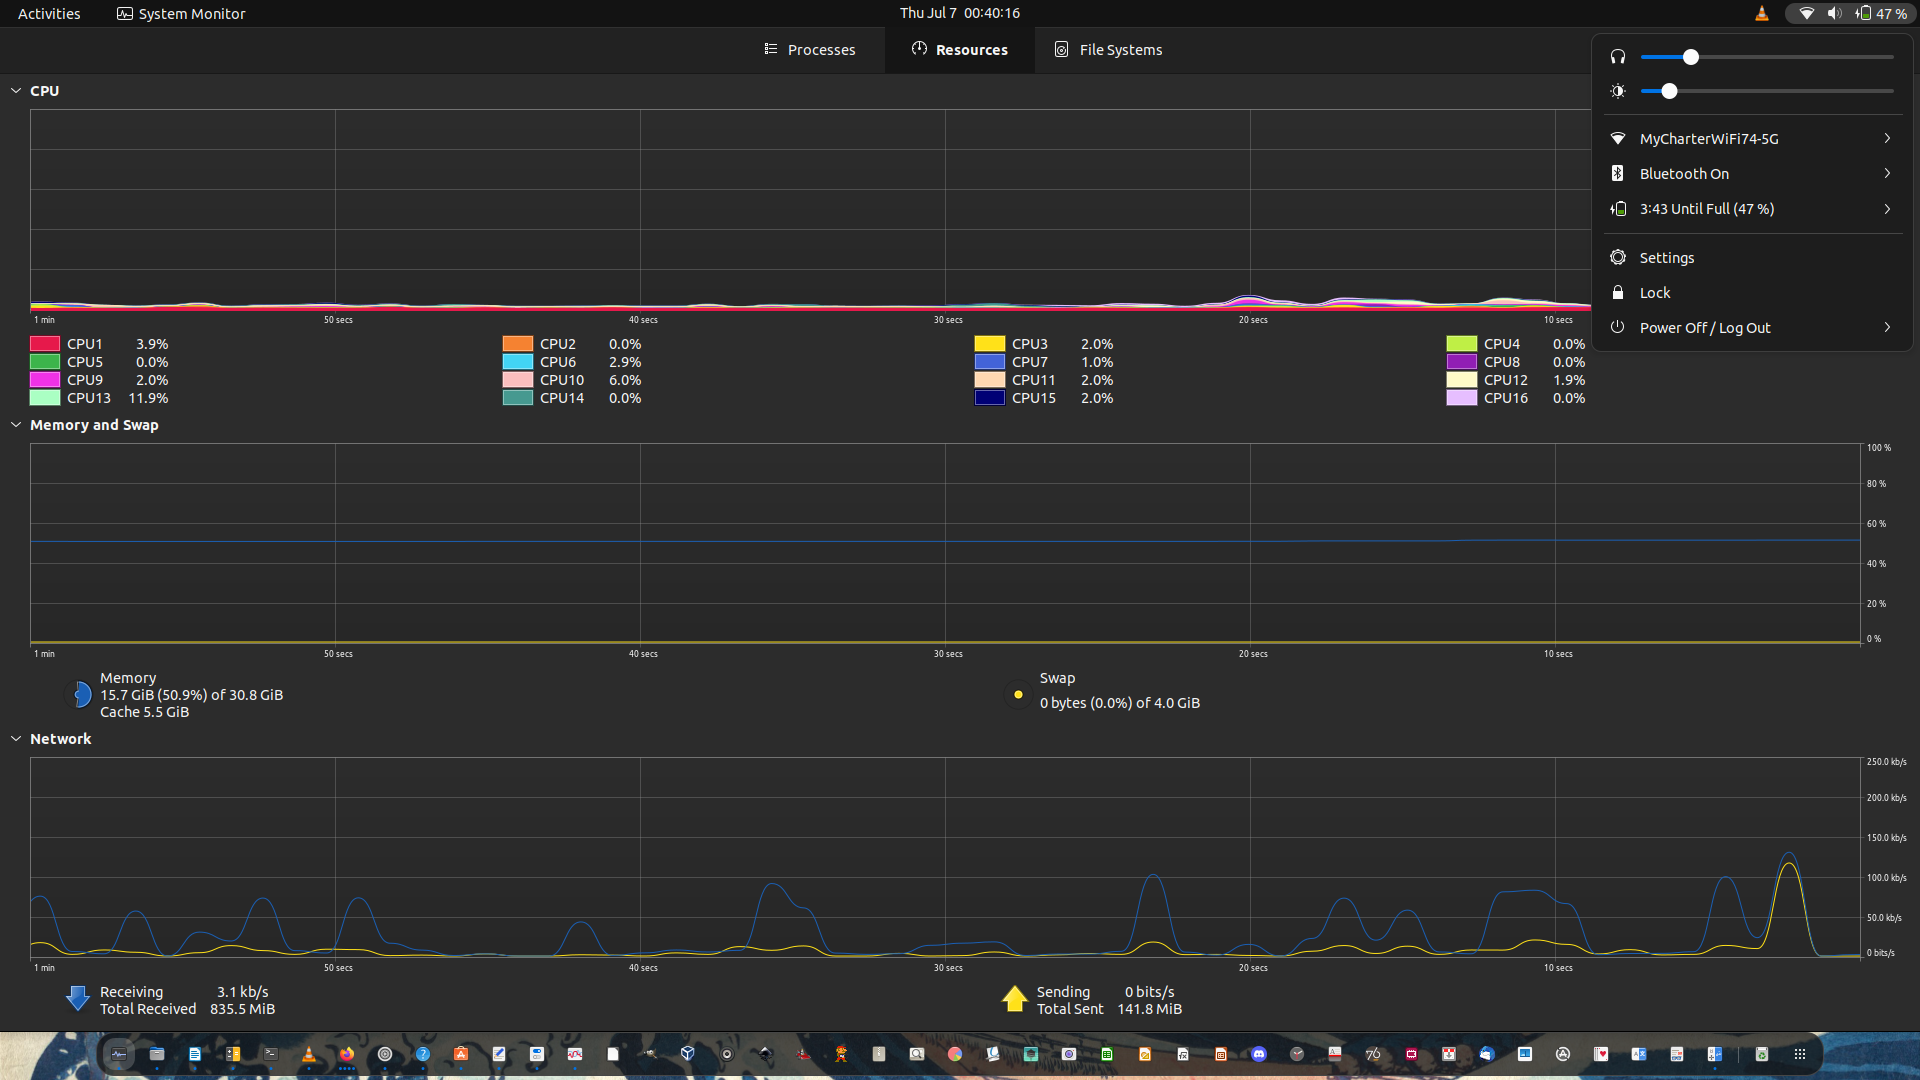 Activities
System Monitor
Thu Jul 7 00:40:16
47 %
Processes
Resources
File Systems
MyCharterWiFi74-5G
Bluetooth On
3:43 Until Full (47 %)
Settings
Lock
Power Off / Log Out
CPU
1 min 50 secs 40 secs 30 secs 20 secs 10 secs
CPU1 3.9% CPU2 0.0% CPU3 2.0% CPU4 0.0%
CPU5 0.0% CPU6 2.9% CPU7 1.0% CPU8 0.0%
CPU9 2.0% CPU10 6.0% CPU11 2.0% CPU12 1.9%
CPU13 11.9% CPU14 0.0% CPU15 2.0% CPU16 0.0%
Memory and Swap
100 %
80 %
60 %
40 %
20 %
0 %
1 min 50 secs 40 secs 30 secs 20 secs 10 secs
Memory
15.7 GiB (50.9%) of 30.8 GiB
Cache 5.5 GiB
Swap
0 bytes (0.0%) of 4.0 GiB
Network
250.0 kb/s
200.0 kb/s
150.0 kb/s
100.0 kb/s
50.0 kb/s
0 bits/s
1 min 50 secs 40 secs 30 secs 20 secs 10 secs
Receiving 3.1 kb/s
Total Received 835.5 MiB
Sending 0 bits/s
Total Sent 141.8 MiB